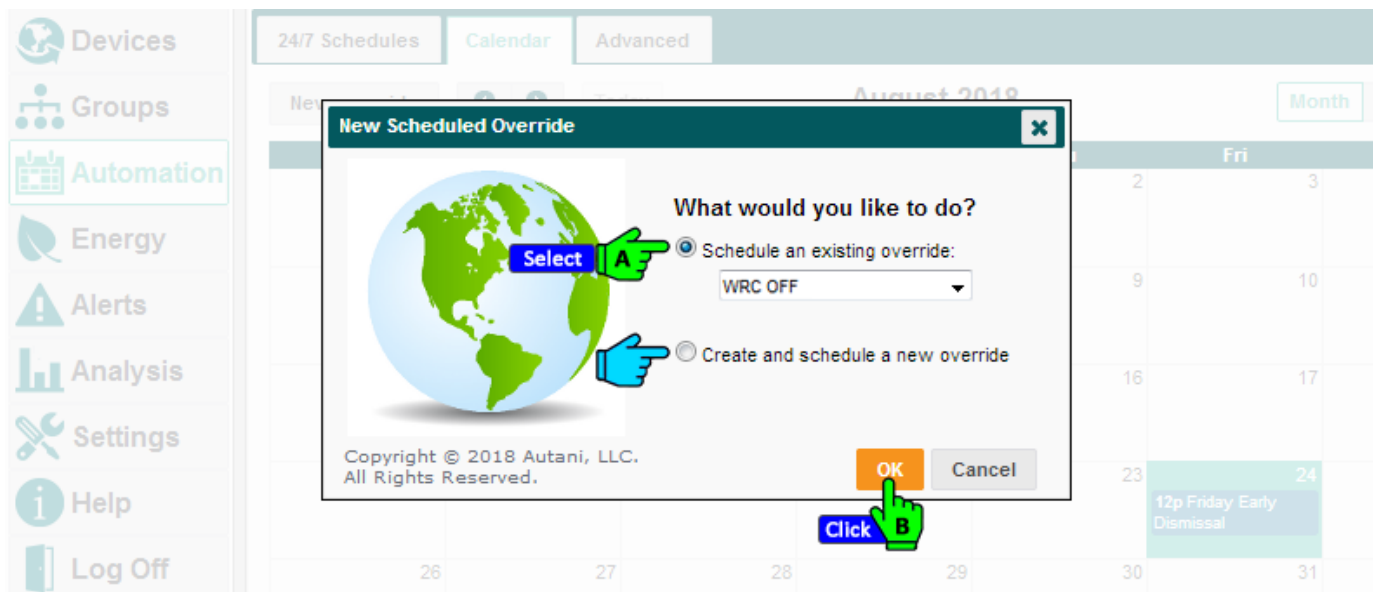 Devices
Groups
Automation
Energy
Alerts
Analysis
Settings
Help
Log Off
24/7 Schedules
Calendar
Advanced
August 2018
Month
Fri
2
3
New Scheduled Override
What would you like to do?
Select
A
Schedule an existing override:
WRC OFF
Create and schedule a new override
Copyright © 2018 Autani, LLC.
All Rights Reserved.
OK
Cancel
Click
B
9
10
16
17
23
24
12p Friday Early
Dismissal
26
27
28
29
30
31